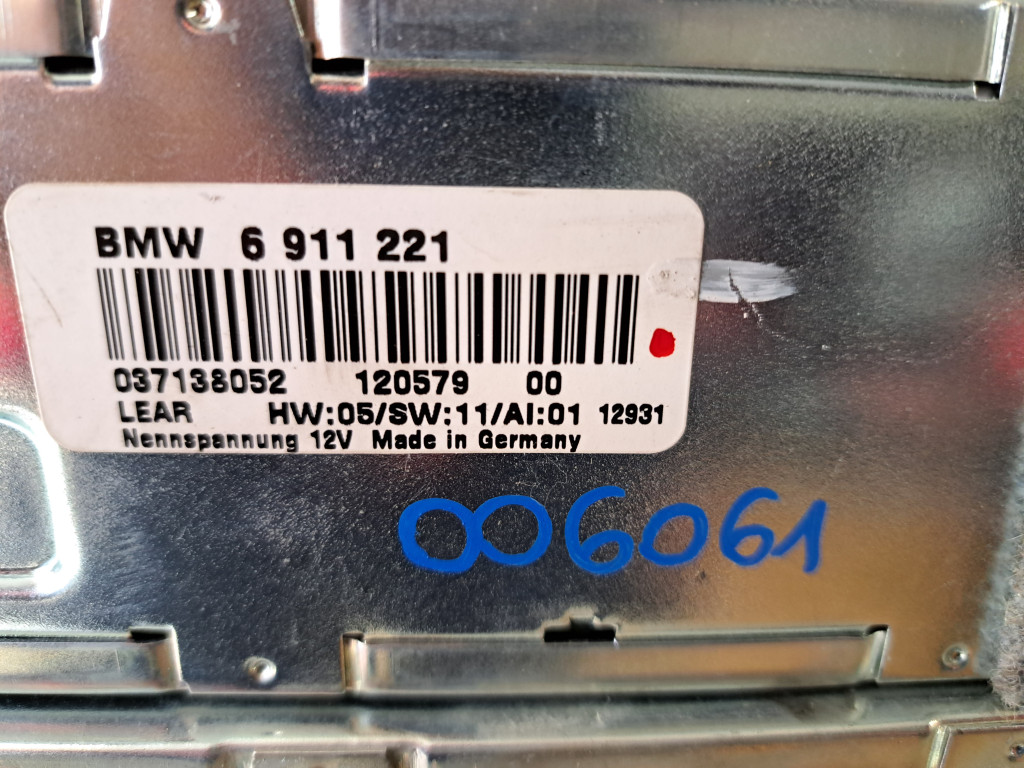 BMW 6 911 221
037138052 120579 00
LEAR HW:05/SW:11/AI:01 12931
Nennspannung 12V Made in Germany
006061